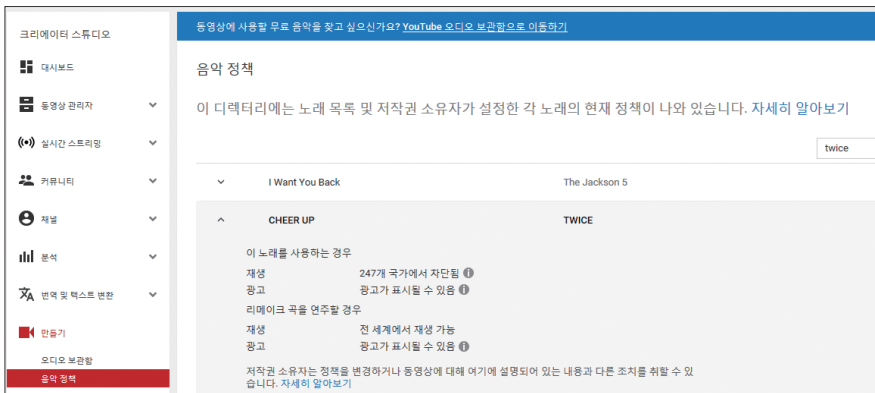 크리에이터 스튜디오
대시보드
동영상 관리자
실시간 스트리밍
커뮤니티
채널
분석
번역 및 텍스트 변환
만들기
오디오 보관함
음악 정책
동영상에 사용할 무료 음악을 찾고 싶으신가요? YouTube 오디오 보관함으로 이동하기
음악 정책
이 디렉터리에는 노래 목록 및 저작권 소유자가 설정한 각 노래의 현재 정책이 나와 있습니다. 자세히 알아보기
twice
I Want You Back The Jackson 5
CHEER UP TWICE
이 노래를 사용하는 경우
재생 247개 국가에서 차단됨
광고 광고가 표시될 수 있음
리메이크 곡을 연주할 경우
재생 전 세계에서 재생 가능
광고 광고가 표시될 수 있음
저작권 소유자는 정책을 변경하거나 동영상에 대해 여기에 설명되어 있는 내용과 다른 조치를 취할 수 있
습니다. 자세히 알아보기